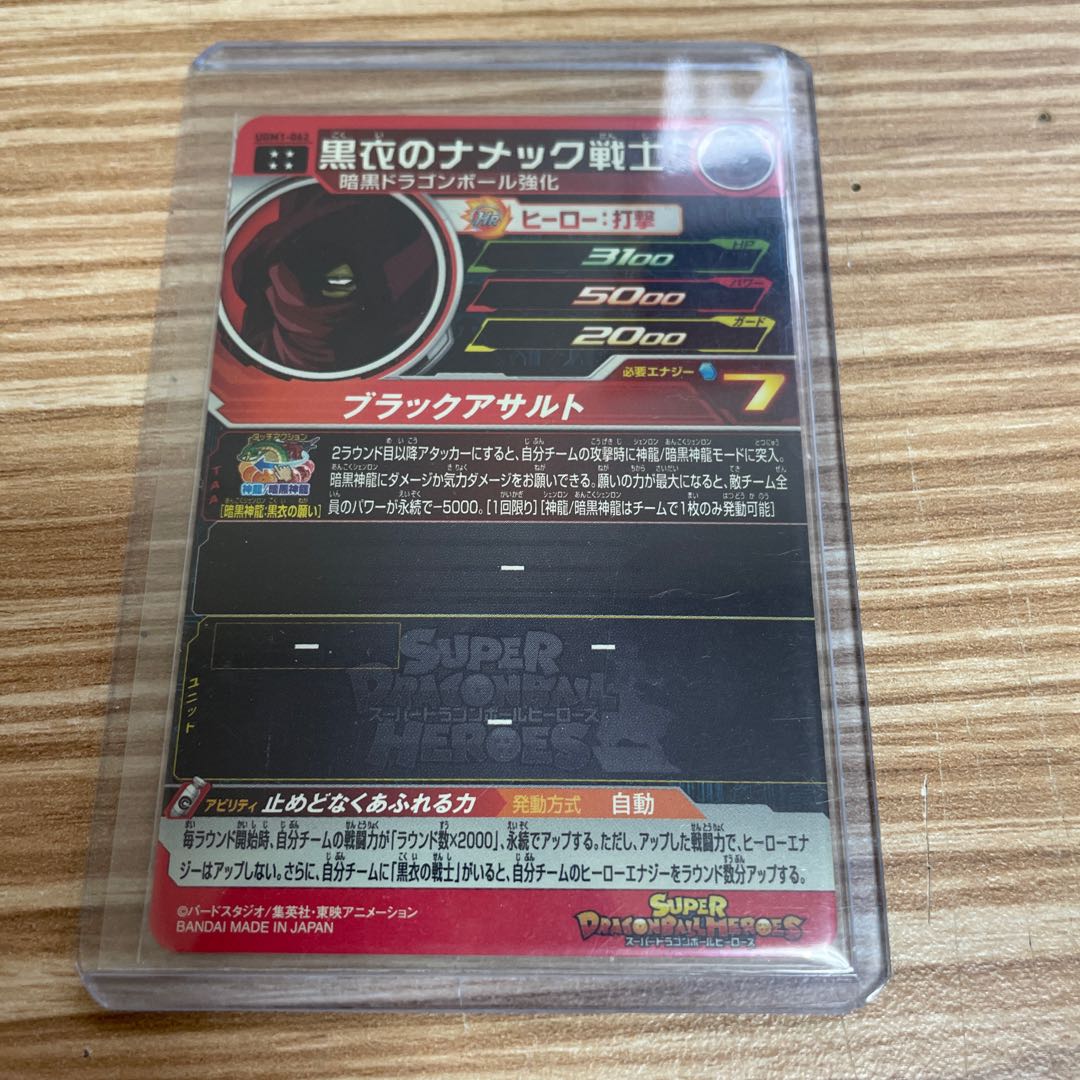 UGM1-062
★★
★★
黒衣のナメック戦士
暗黒ドラゴンボール強化
HR ヒーロー:打撃
HP
3100
パワー
5000
ガード
2000
必要エナジー 7
ブラックアサルト
タッチアクション
TAA
神龍/暗黒神龍
[暗黒神龍:黒衣の願い]
2ラウンド目以降アタッカーにすると、自分チームの攻撃時に神龍/暗黒神龍モードに突入。
暗黒神龍にダメージか気力ダメージをお願いできる。願いの力が最大になると、敵チーム全
員のパワーが永続で-5000。[1回限り][神龍/暗黒神龍はチームで1枚のみ発動可能]
-
ユニット
-
-
-
SUPER
DRAGONBALL
スーパードラゴンボールヒーローズ
HEROES
アビリティ 止めどなくあふれる力 発動方式 自動
毎ラウンド開始時、自分チームの戦闘力が「ラウンド数×2000」、永続でアップする。ただし、アップした戦闘力で、ヒーローエナ
ジーはアップしない。さらに、自分チームに「黒衣の戦士」がいると、自分チームのヒーローエナジーをラウンド数分アップする。
©バードスタジオ/集英社・東映アニメーション
BANDAI MADE IN JAPAN
SUPER
DRAGONBALL HEROES
スーパードラゴンボールヒーローズ